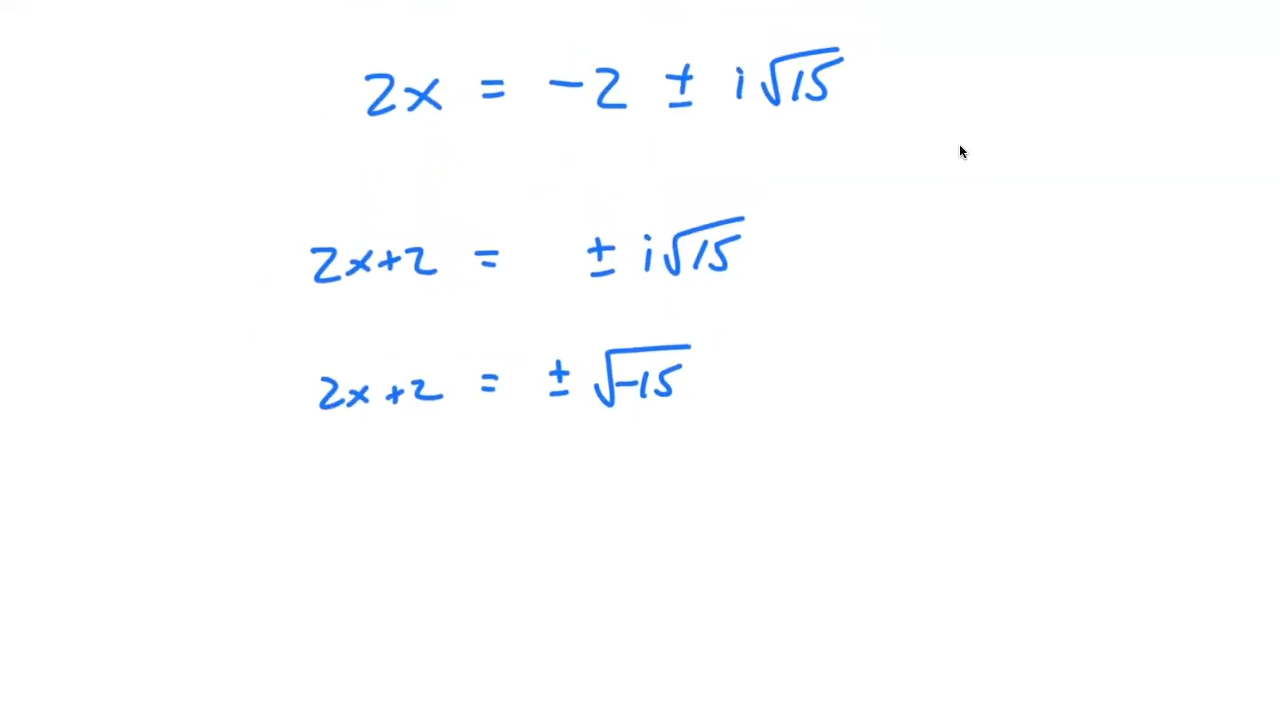 2x = -2 ± i√15
2x+2 = ± i√15
2x+2 = ± √-15